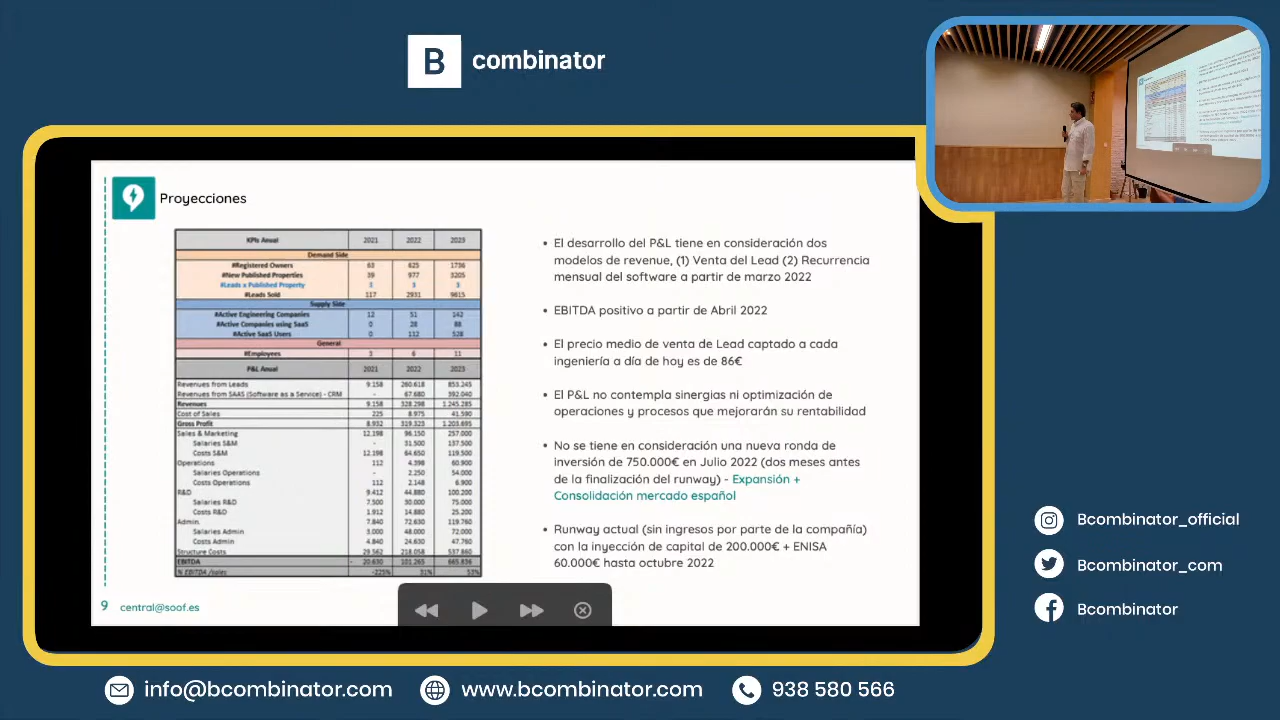 B combinator
Proyecciones
KPIs Anual 2021 2022 2023
Demand Side
#Registered Owners 63 625 1736
#New Published Properties 39 977 3205
#Leads x Published Property 3 3 3
#Leads Sold 117 2931 9615
Supply Side
#Active Engineering Companies 12 51 142
#Active Companies using SaaS 0 28 88
#Active SaaS Users 0 112 528
General
#Employees 3 6 11
P&L Anual 2021 2022 2023
Revenues from Leads 9.158 260.618 853.245
Revenues from SAAS (Software as a Service) - CRM - 67.680 392.040
Revenues 9.158 328.298 1.245.285
Cost of Sales 225 8.975 41.590
Gross Profit 8.932 319.323 1.203.695
Sales & Marketing 12.198 96.150 257.000
Salaries S&M - 31.500 137.500
Costs S&M 12.198 64.650 119.500
Operations 112 4.398 60.900
Salaries Operations - 2.250 54.000
Costs Operations 112 2.148 6.900
R&D 9.412 44.880 100.200
Salaries R&D 7.500 30.000 75.000
Costs R&D 1.912 14.880 25.200
Admin 7.840 72.630 119.760
Salaries Admin 3.000 48.000 72.000
Costs Admin 4.840 24.630 47.760
Structure Costs 29.562 218.058 537.860
EBITDA - 20.630 101.265 665.836
% EBITDA /sales -225% 31% 53%
• El desarrollo del P&L tiene en consideración dos
modelos de revenue, (1) Venta del Lead (2) Recurrencia
mensual del software a partir de marzo 2022
• EBITDA positivo a partir de Abril 2022
• El precio medio de venta de Lead captado a cada
ingeniería a día de hoy es de 86€
• El P&L no contempla sinergias ni optimización de
operaciones y procesos que mejorarán su rentabilidad
• No se tiene en consideración una nueva ronda de
inversión de 750.000€ en Julio 2022 (dos meses antes
de la finalización del runway) - Expansión +
Consolidación mercado español
• Runway actual (sin ingresos por parte de la compañía)
con la inyección de capital de 200.000€ + ENISA
60.000€ hasta octubre 2022
9 central@soof.es
Bcombinator_official
Bcombinator_com
Bcombinator
info@bcombinator.com www.bcombinator.com 938 580 566